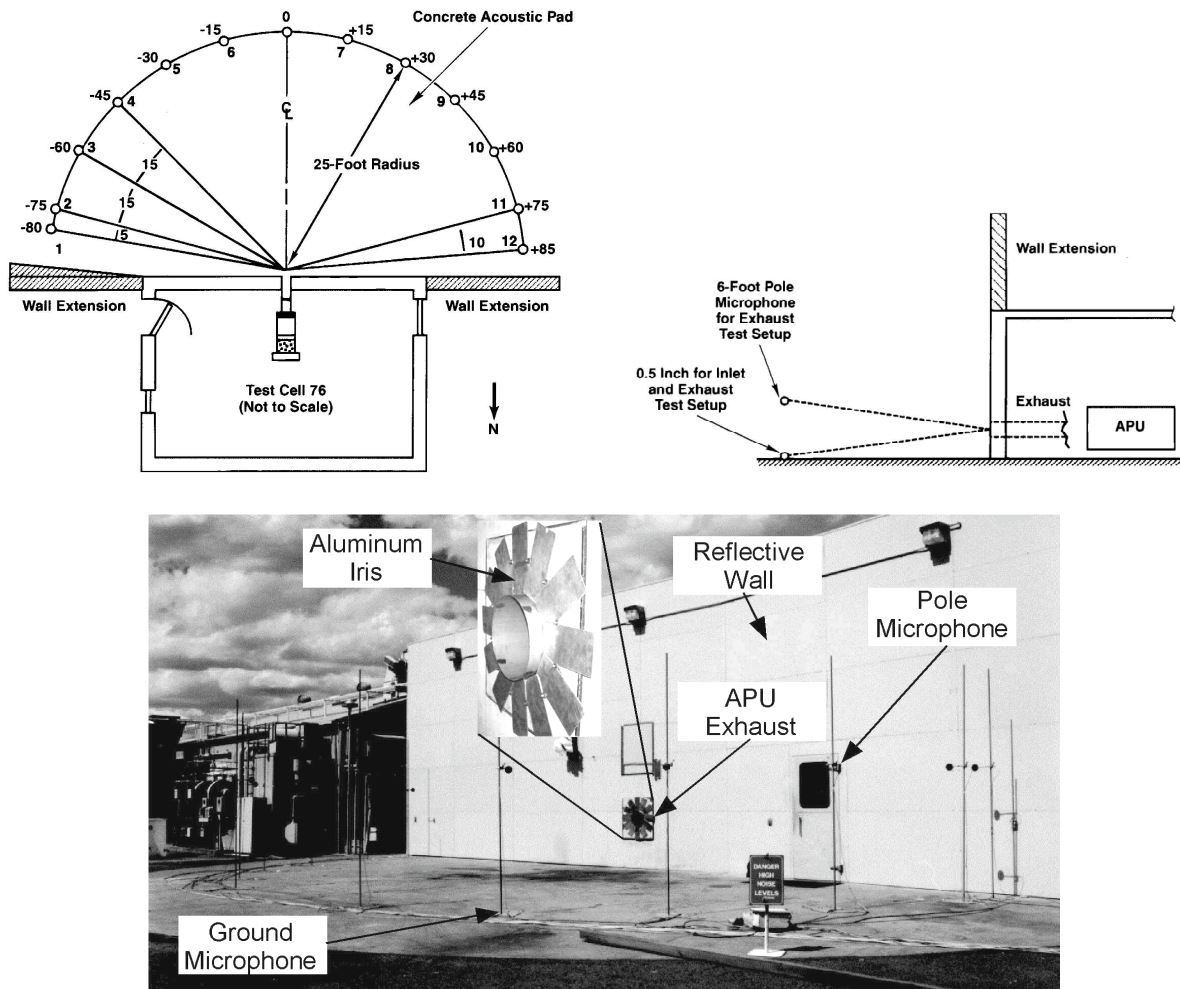 0
-15
+15
-30
+30
-45
+45
-60
+60
-75
+75
-80
+85
1
2
3
4
5
6
7
8
9
10
11
12
15
15
5
10
Concrete Acoustic Pad
CL
25-Foot Radius
Wall Extension
Wall Extension
Test Cell 76
(Not to Scale)
N
Wall Extension
6-Foot Pole
Microphone
for Exhaust
Test Setup
0.5 Inch for Inlet
and Exhaust
Test Setup
Exhaust
APU
Aluminum
Iris
Reflective
Wall
Pole
Microphone
APU
Exhaust
Ground
Microphone
DANGER
HIGH
NOISE
LEVELS